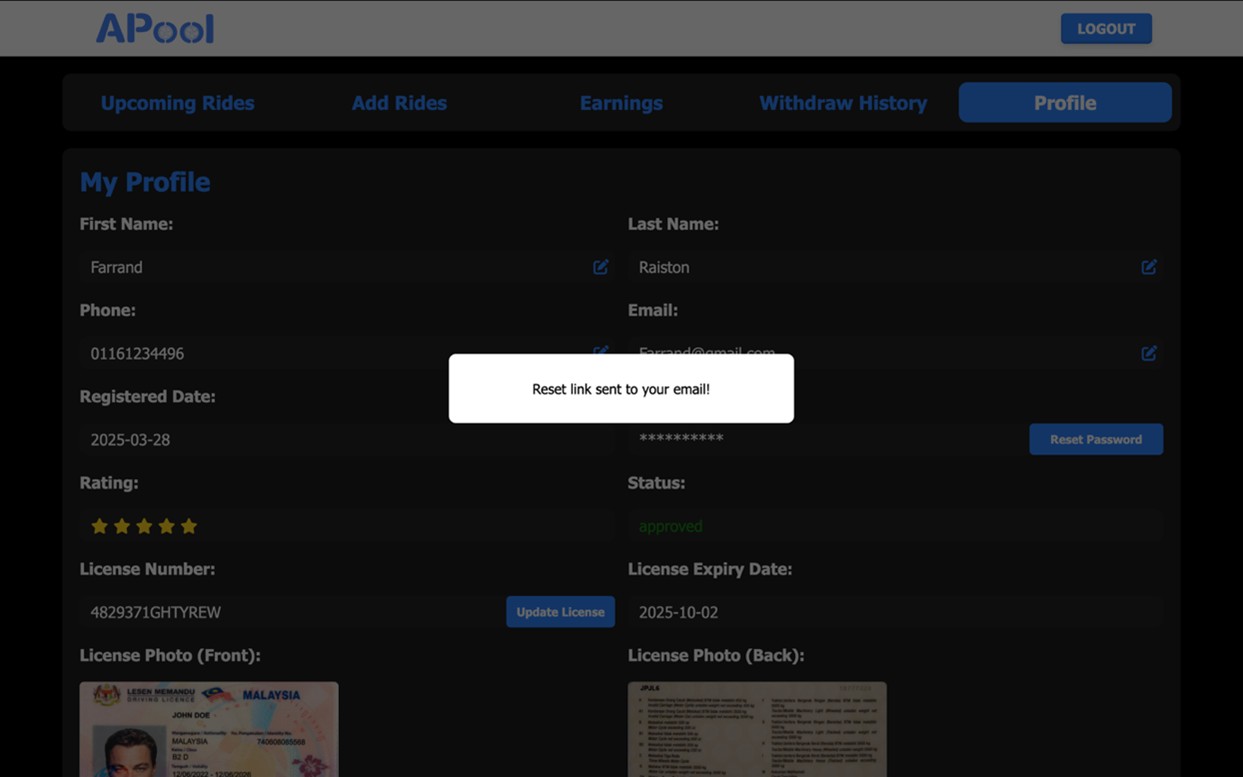 APool
LOGOUT
Upcoming Rides Add Rides Earnings Withdraw History Profile
My Profile
First Name: Last Name:
Farrand Raiston
Phone: Email:
01161234496 Farrand@gmail.com
Reset link sent to your email!
Registered Date:
2025-03-28 ********** Reset Password
Rating: Status:
approved
License Number: License Expiry Date:
4829371GHTYREW Update License 2025-10-02
License Photo (Front): License Photo (Back):
LESEN MEMANDU MALAYSIA
DRIVING LICENCE
JOHN DOE
MALAYSIA 740608065568
B2 D
12/06/2022 - 12/06/2026